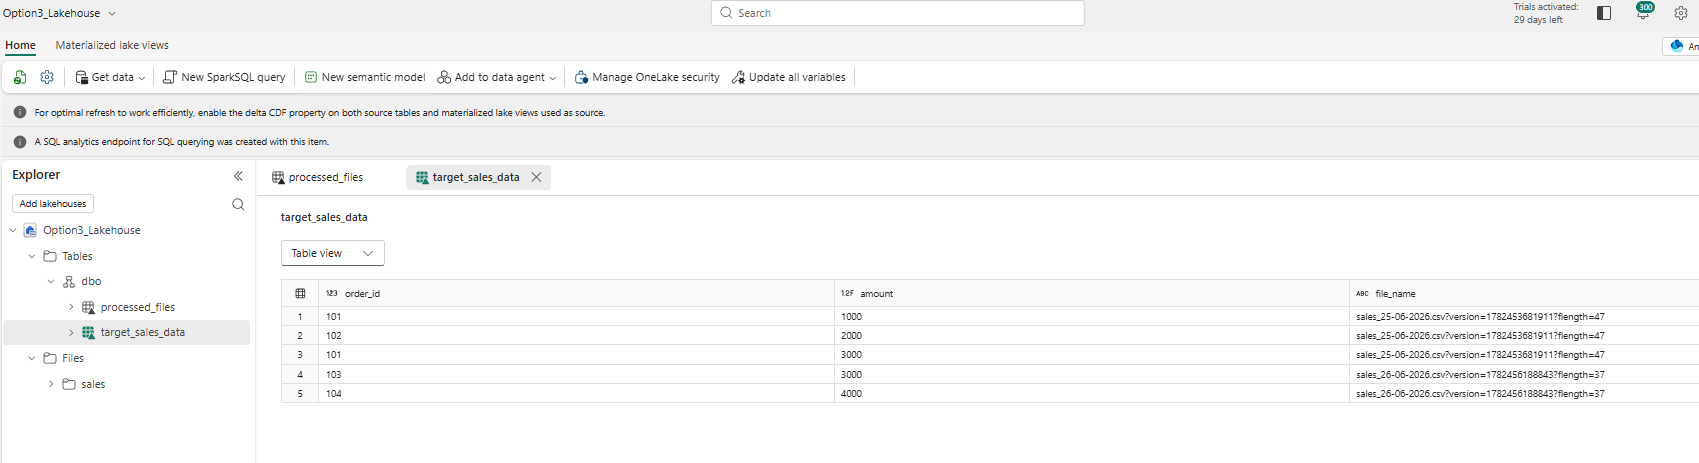 Option3_Lakehouse
Search
Trials activated:
29 days left
300
Home Materialized lake views
An
Get data New SparkSQL query New semantic model Add to data agent Manage OneLake security Update all variables
For optimal refresh to work efficiently, enable the delta CDF property on both source tables and materialized lake views used as source.
A SQL analytics endpoint for SQL querying was created with this item.
Explorer
Add lakehouses
Option3_Lakehouse
Tables
dbo
processed_files
target_sales_data
Files
sales
processed_files target_sales_data
target_sales_data
Table view
123 order_id 1.2F amount ABC file_name
1 101 1000 sales_25-06-2026.csv?version=1782453681911?flength=47
2 102 2000 sales_25-06-2026.csv?version=1782453681911?flength=47
3 101 3000 sales_25-06-2026.csv?version=1782453681911?flength=47
4 103 3000 sales_26-06-2026.csv?version=1782456188843?flength=37
5 104 4000 sales_26-06-2026.csv?version=1782456188843?flength=37